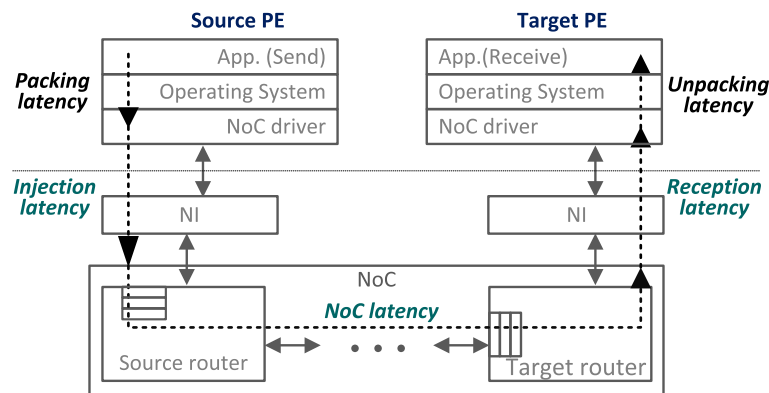 Source PE
Target PE
App. (Send)
App.(Receive)
Packing
latency
Operating System
Operating System
Unpacking
latency
NoC driver
NoC driver
Injection
latency
Reception
latency
NI
NI
NoC
NoC latency
Source router
• • •
Target router